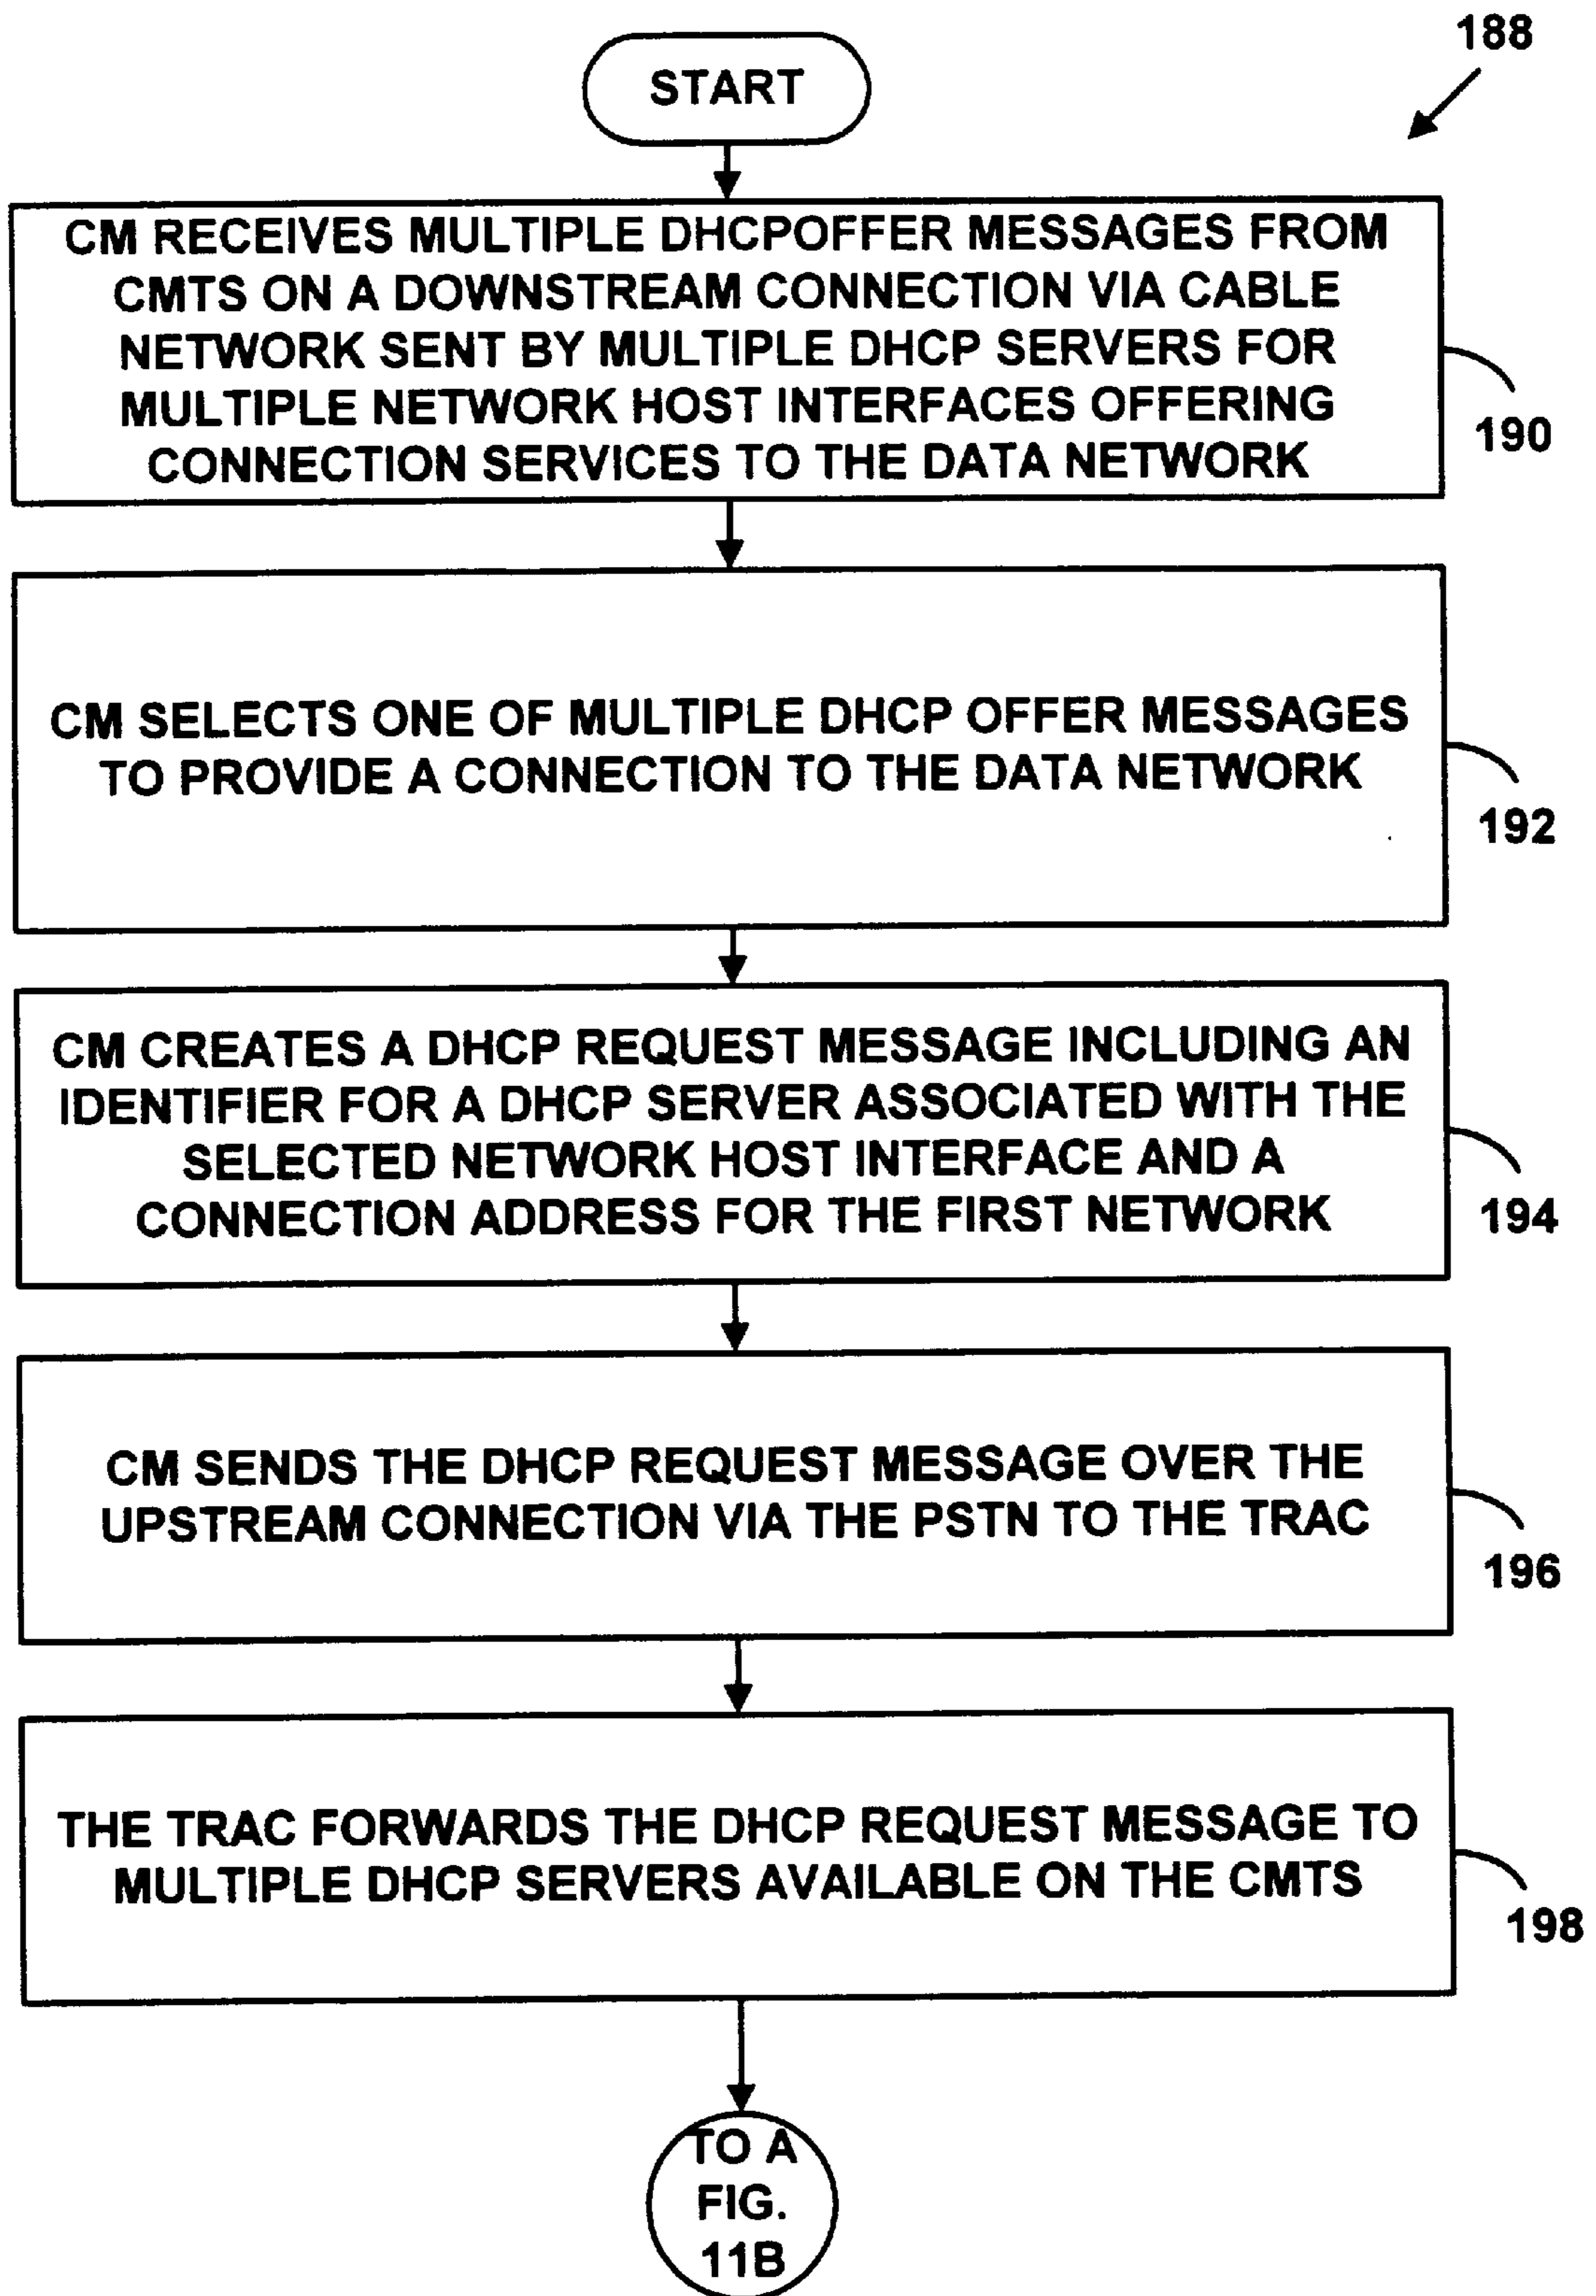 188
START
CM RECEIVES MULTIPLE DHCPOFFER MESSAGES FROM
CMTS ON A DOWNSTREAM CONNECTION VIA CABLE
NETWORK SENT BY MULTIPLE DHCP SERVERS FOR
MULTIPLE NETWORK HOST INTERFACES OFFERING
CONNECTION SERVICES TO THE DATA NETWORK
190
CM SELECTS ONE OF MULTIPLE DHCP OFFER MESSAGES
TO PROVIDE A CONNECTION TO THE DATA NETWORK
192
CM CREATES A DHCP REQUEST MESSAGE INCLUDING AN
IDENTIFIER FOR A DHCP SERVER ASSOCIATED WITH THE
SELECTED NETWORK HOST INTERFACE AND A
CONNECTION ADDRESS FOR THE FIRST NETWORK
194
CM SENDS THE DHCP REQUEST MESSAGE OVER THE
UPSTREAM CONNECTION VIA THE PSTN TO THE TRAC
196
THE TRAC FORWARDS THE DHCP REQUEST MESSAGE TO
MULTIPLE DHCP SERVERS AVAILABLE ON THE CMTS
198
TO A
FIG.
11B